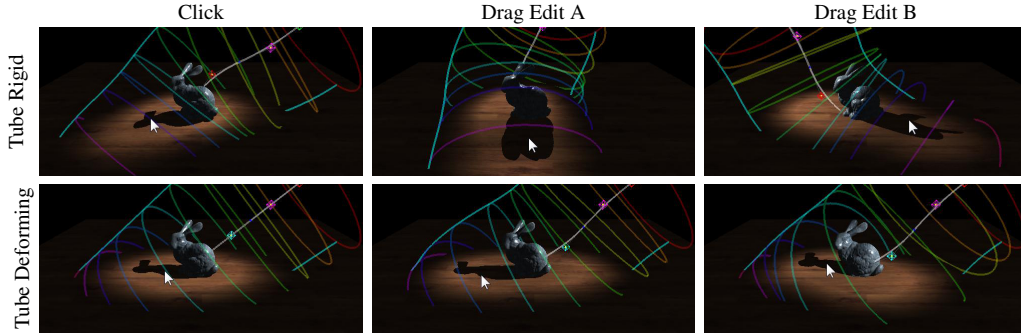 Click
Drag Edit A
Drag Edit B
Tube Rigid
Tube Deforming